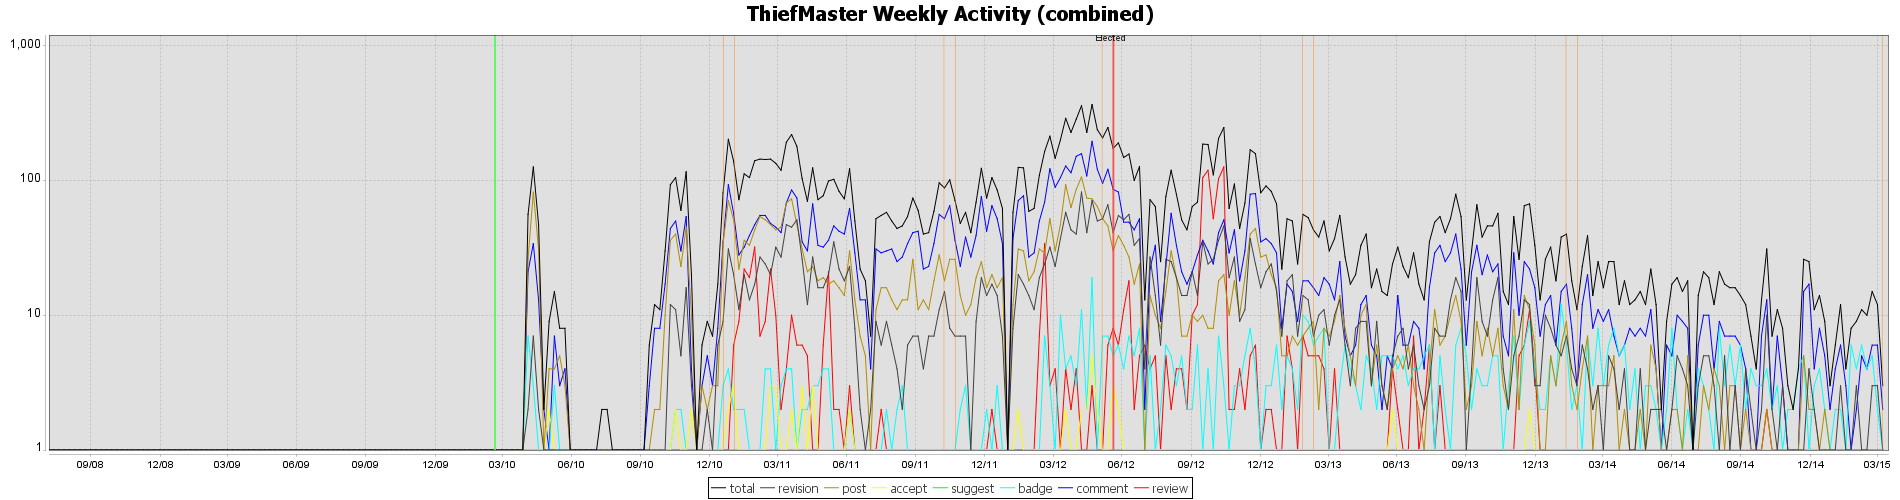 ThiefMaster Weekly Activity (combined)
Elected
1,000
100
10
1
09/08 12/08 03/09 06/09 09/09 12/09 03/10 06/10 09/10 12/10 03/11 06/11 09/11 12/11 03/12 06/12 09/12 12/12 03/13 06/13 09/13 12/13 03/14 06/14 09/14 12/14 03/15
total revision post accept suggest badge comment review